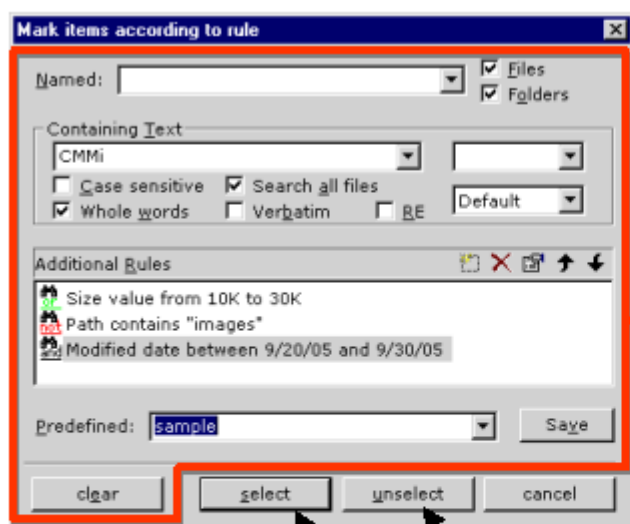 Mark items according to rule
Named:
Files
Folders
Containing Text
CMMi
Case sensitive Search all files
Whole words Verbatim RE
Default
Additional Rules
or Size value from 10K to 30K
not Path contains "images"
and Modified date between 9/20/05 and 9/30/05
Predefined: sample Save
clear select unselect cancel